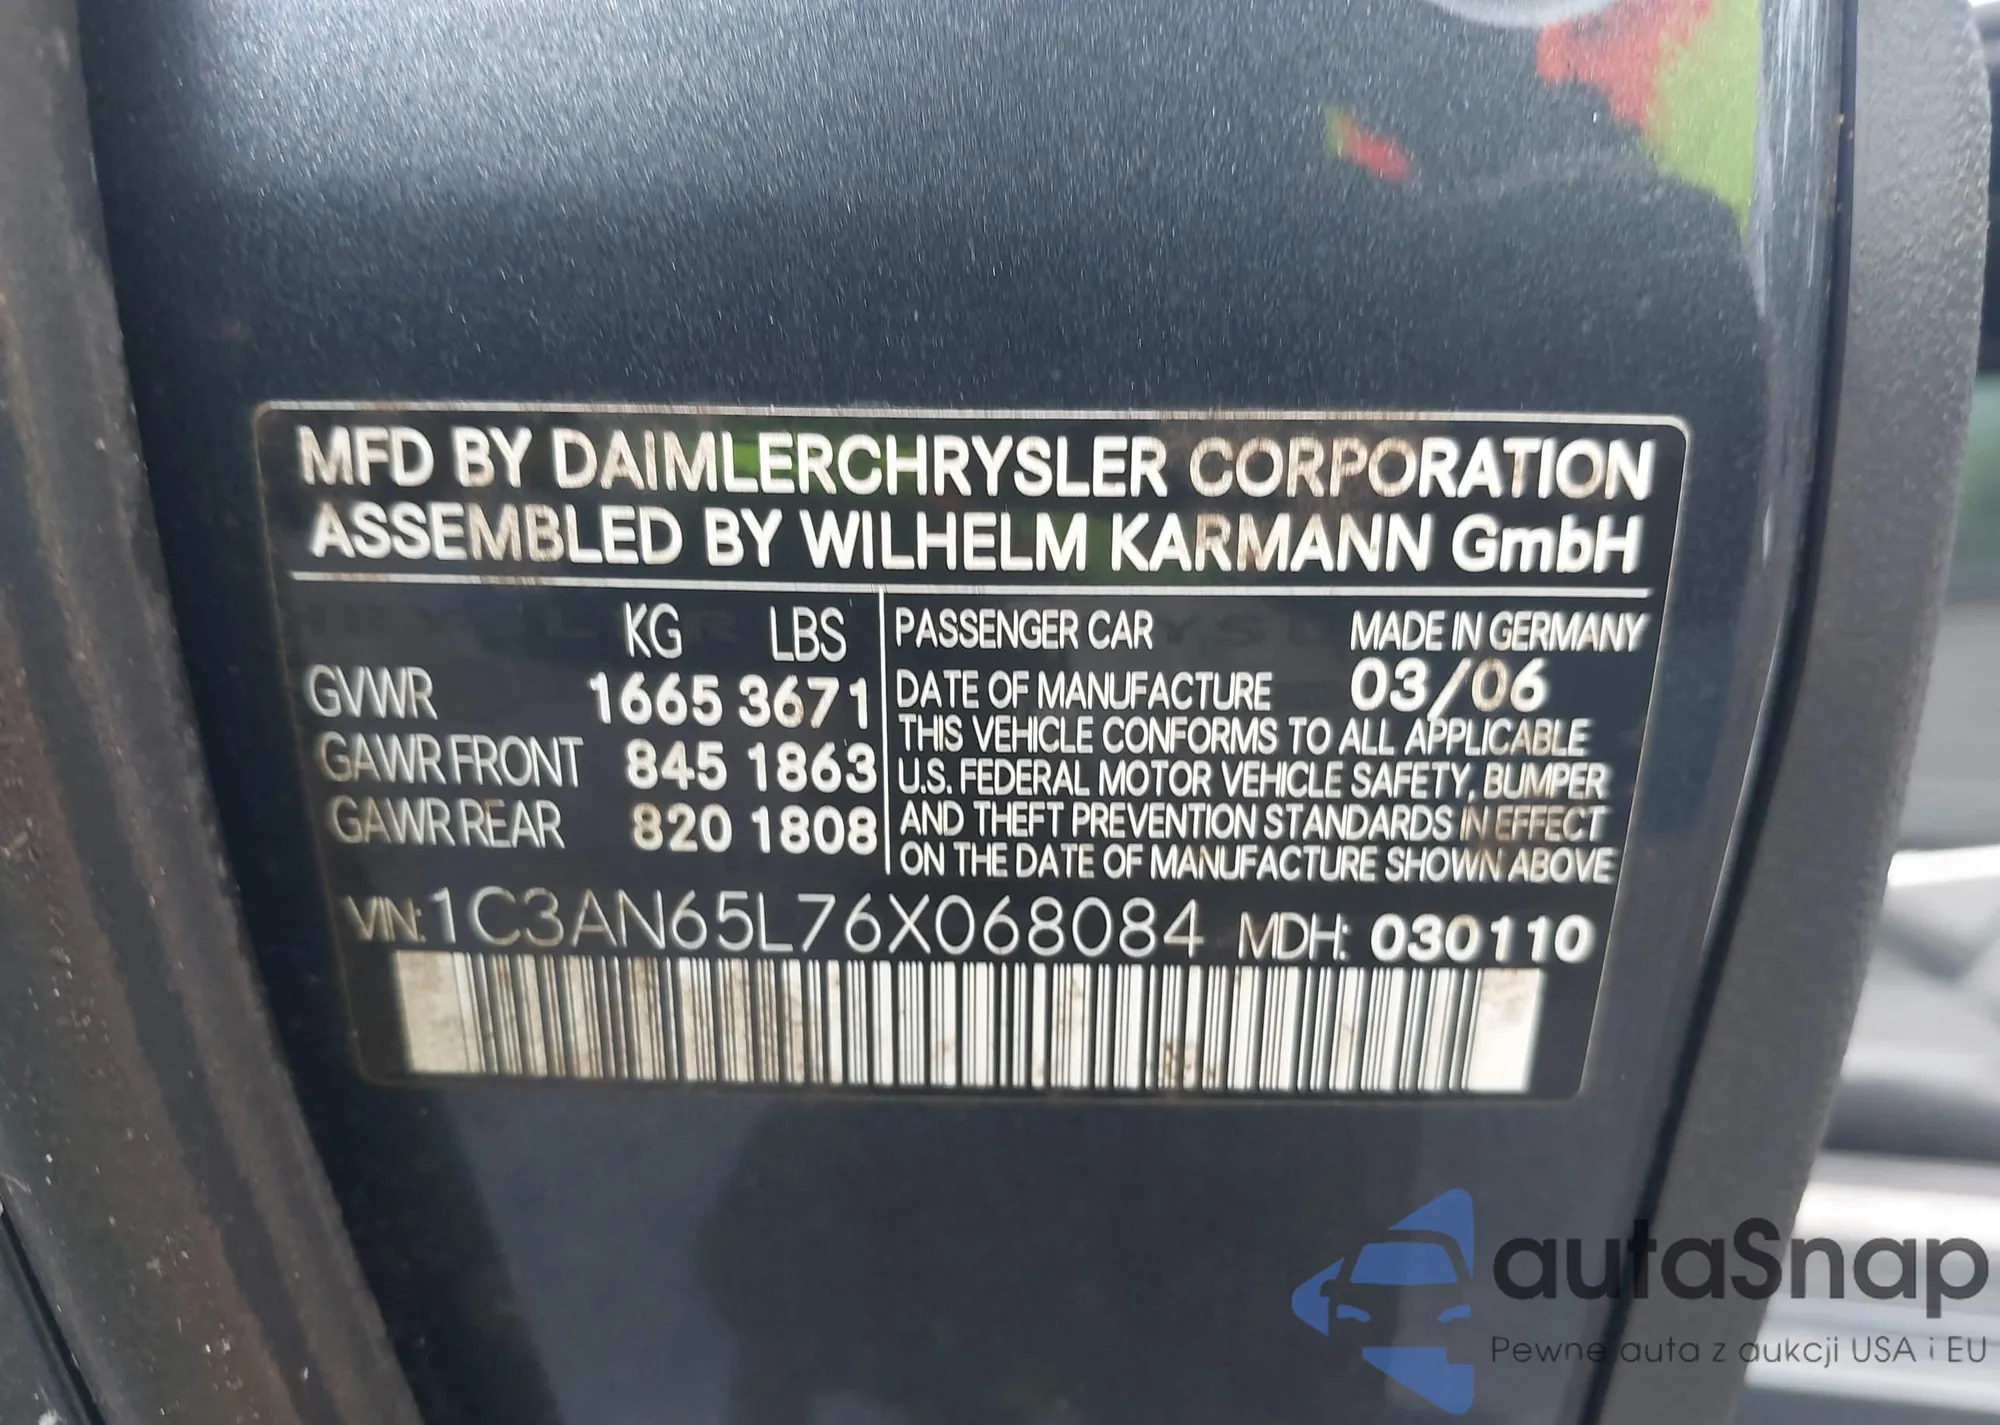 MFD BY DAIMLERCHRYSLER CORPORATION
ASSEMBLED BY WILHELM KARMANN GmbH
KG LBS
GVWR 1665 3671
GAWR FRONT 845 1863
GAWR REAR 820 1808
PASSENGER CAR MADE IN GERMANY
DATE OF MANUFACTURE 03/06
THIS VEHICLE CONFORMS TO ALL APPLICABLE
U.S. FEDERAL MOTOR VEHICLE SAFETY, BUMPER
AND THEFT PREVENTION STANDARDS IN EFFECT
ON THE DATE OF MANUFACTURE SHOWN ABOVE
VIN: 1C3AN65L76X068084 MDH: 030110
autaSnap
Pewne auta z aukcji USA i EU